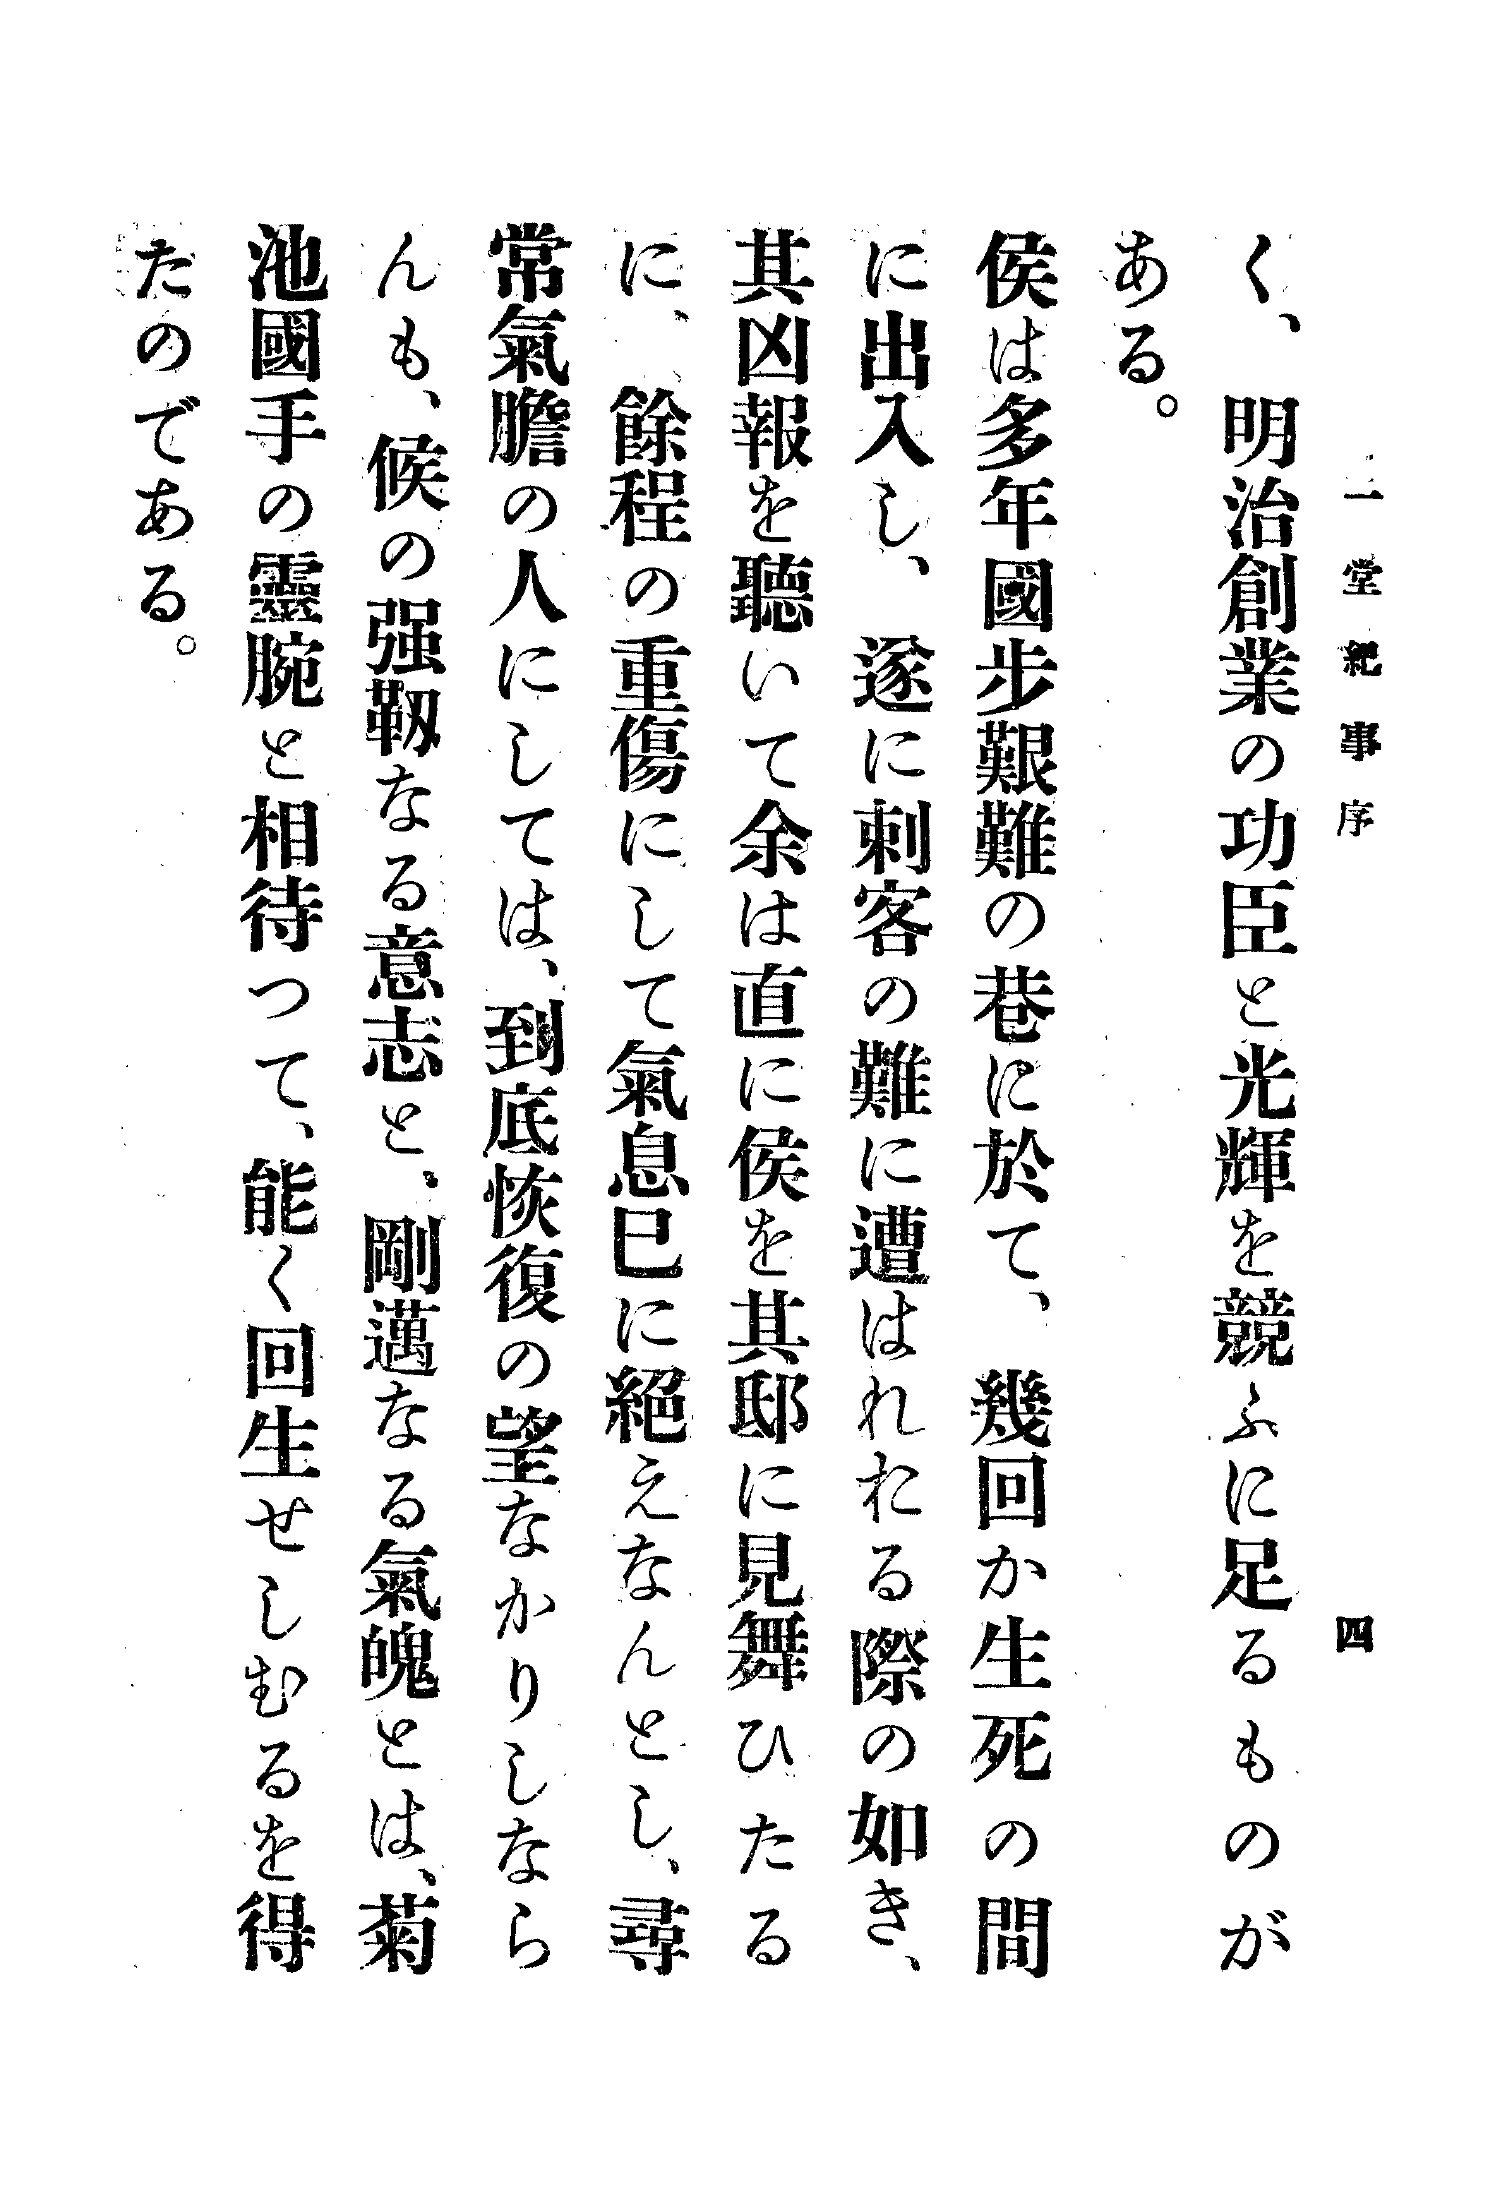 一堂紀事序
四
く、明治創業の功臣と光輝を競ふに足るものが
ある。
侯は多年國步艱難の巷に於て、幾回か生死の間
に出入し、遂に刺客の難に遭はれたる際の如き、
其凶報を聽いて余は直に侯を其邸に見舞ひたる
に、餘程の重傷にして氣息巳に絕えなんとし、尋
常氣膽の人にしては、到底恢復の望なかりしなら
んも、候の强靱なる意志と、剛邁なる氣魄とは、菊
池國手の靈腕と相待つて、能く回生せしむるを得
たのである。